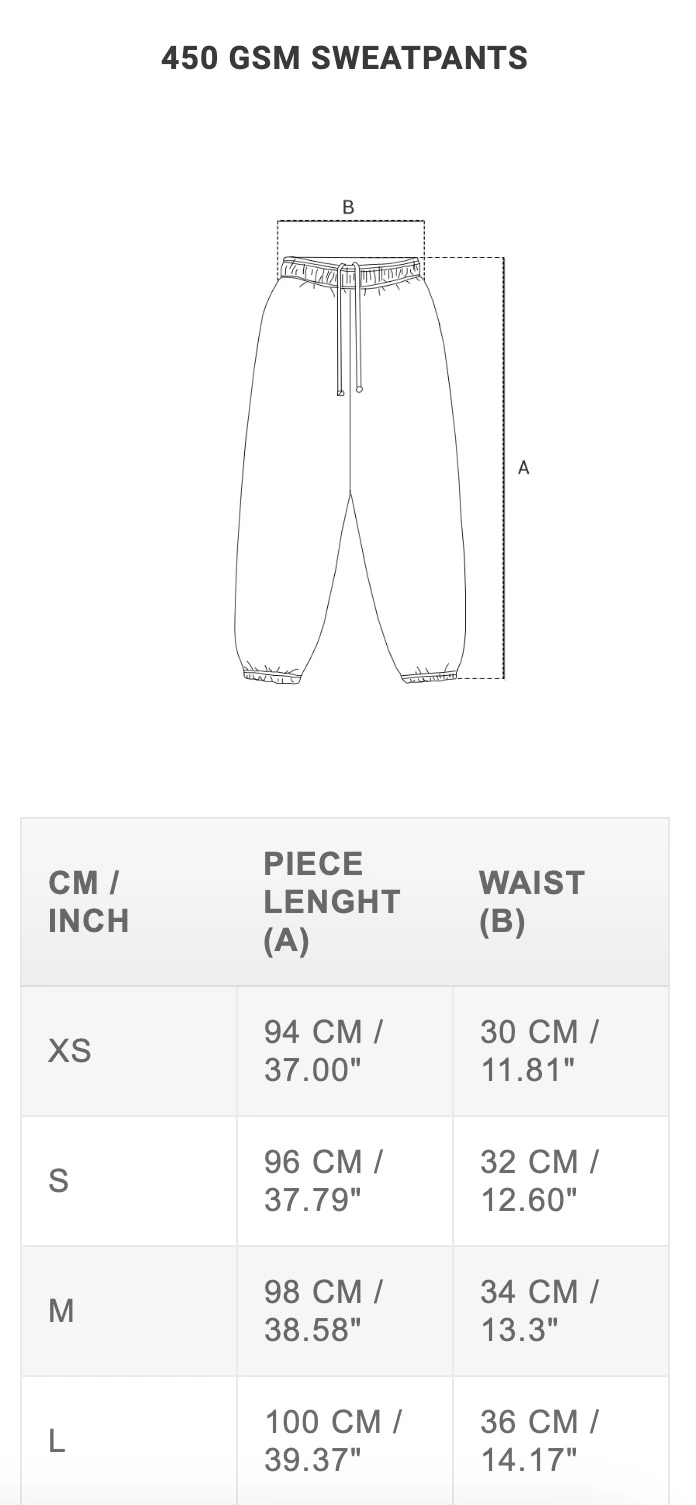 450 GSM SWEATPANTS
B
A
CM /
INCH
PIECE
LENGHT
(A)
WAIST
(B)
XS
94 CM /
37.00"
30 CM /
11.81"
S
96 CM /
37.79"
32 CM /
12.60"
M
98 CM /
38.58"
34 CM /
13.3"
L
100 CM /
39.37"
36 CM /
14.17"